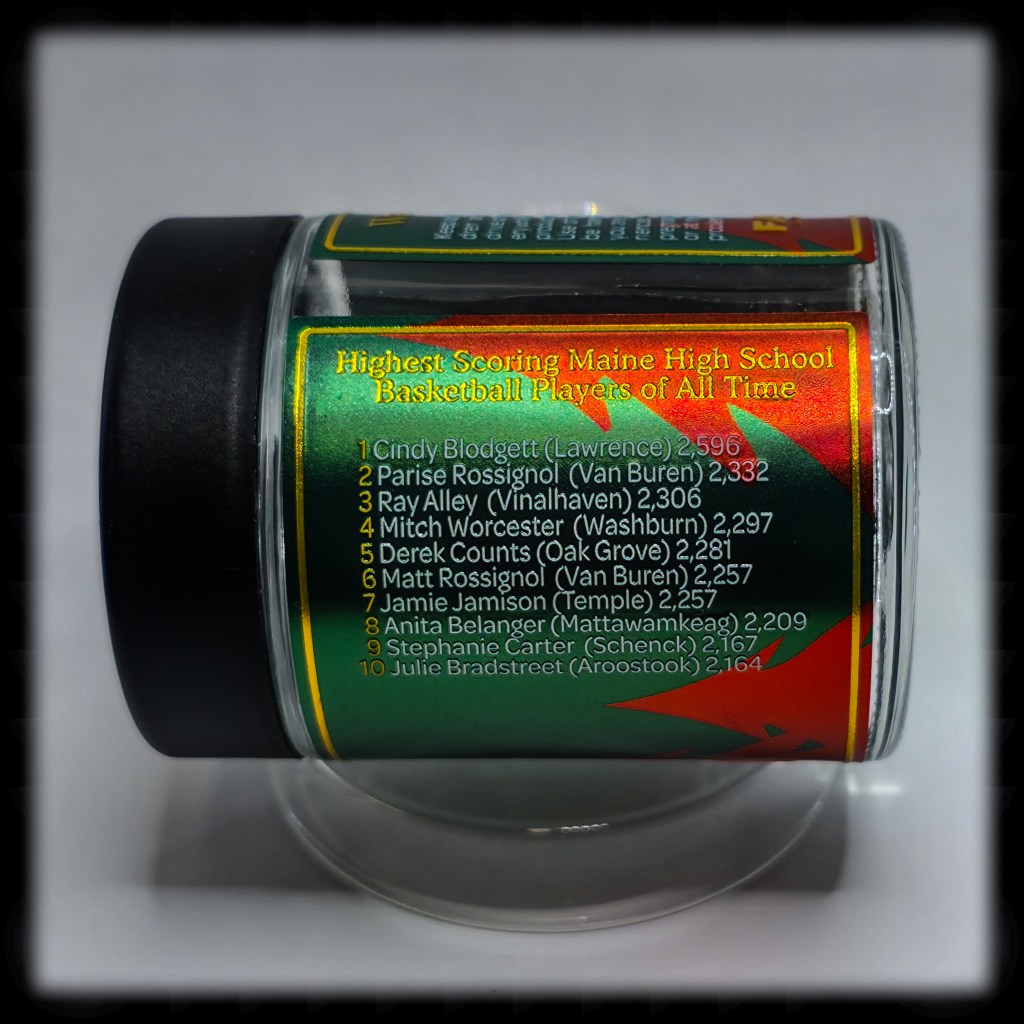 Highest Scoring Maine High School
Basketball Players of All Time
1 Cindy Blodgett (Lawrence) 2,596
2 Parise Rossignol (Van Buren) 2,332
3 Ray Alley (Vinalhaven) 2,306
4 Mitch Worcester (Washburn) 2,297
5 Derek Counts (Oak Grove) 2,281
6 Matt Rossignol (Van Buren) 2,257
7 Jamie Jamison (Temple) 2,257
8 Anita Belanger (Mattawamkeag) 2,209
9 Stephanie Carter (Schenck) 2,167
10 Julie Bradstreet (Aroostook) 2,164